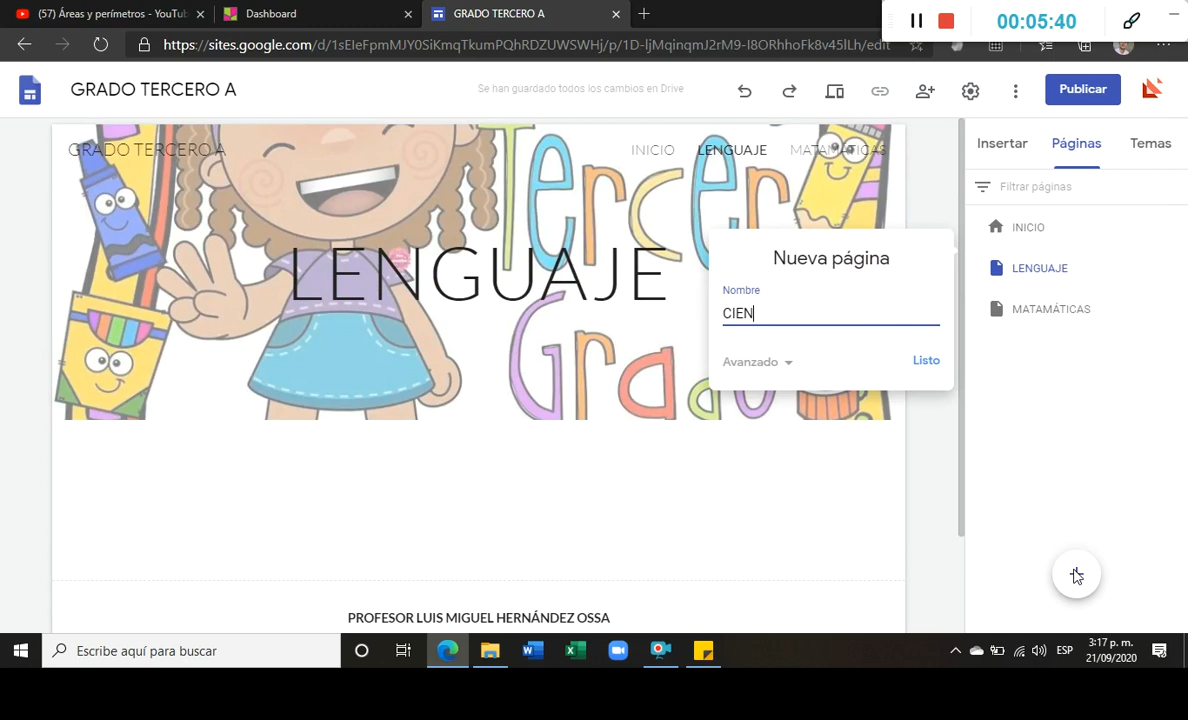 (57) Áreas y perímetros - YouTu
Dashboard
GRADO TERCERO A
00:05:40
https://sites.google.com/d/1sEIeFpmMJY0SiKmqTkumPQhRDZUWSWHj/p/1D-ljMqinqmJ2rM9-I8ORhhoFk8v45lLh/edit
GRADO TERCERO A
Se han guardado todos los cambios en Drive
Publicar
Insertar
Páginas
Temas
GRADO TERCERO A
INICIO
LENGUAJE
MATAMÁTICAS
Filtrar páginas
Tercer
Grado
LENGUAJE
INICIO
LENGUAJE
MATAMÁTICAS
Nueva página
Nombre
CIEN
Avanzado
Listo
PROFESOR LUIS MIGUEL HERNÁNDEZ OSSA
Escribe aquí para buscar
ESP
3:17 p. m.
21/09/2020